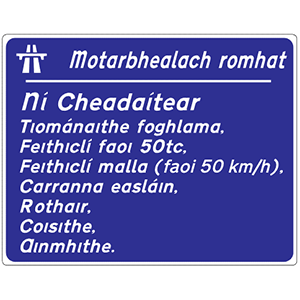 Motarbhealach romhat
Ní Cheadaítear
Tiománaithe foghlama,
Feithiclí faoi 50tc,
Feithiclí malla (faoi 50 km/h),
Carranna easláin,
Rothair,
Coisithe,
Ainmhithe.